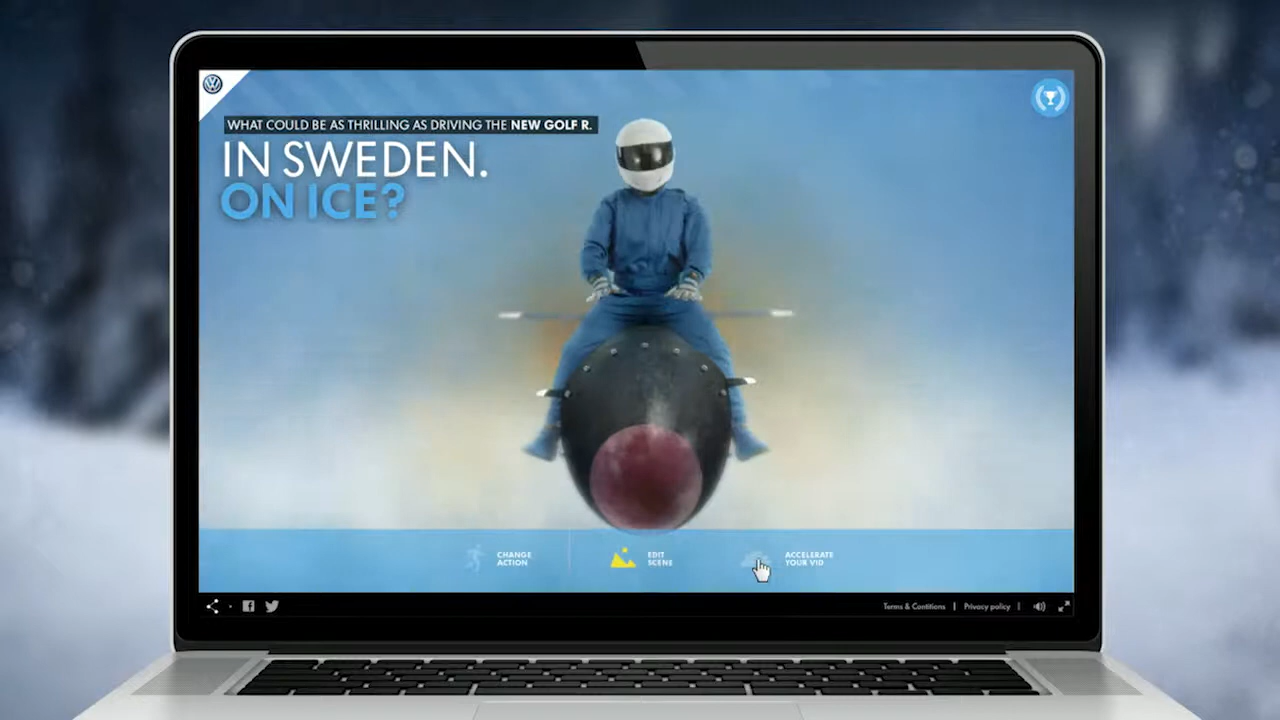 WHAT COULD BE AS THRILLING AS DRIVING THE NEW GOLF R.
IN SWEDEN.
ON ICE?
CHANGE
ACTION
EDIT
SCENE
ACCELERATE
YOUR VID
Terms & Contitions | Privacy policy |